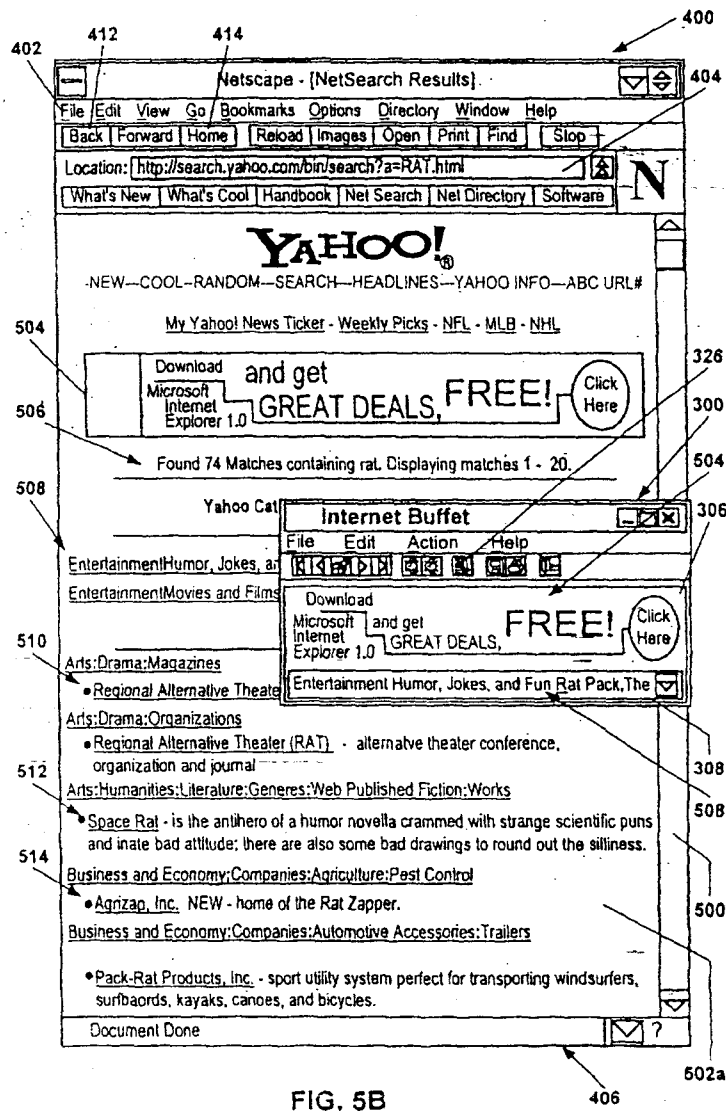 400
412
414
402
404
Netscape - {NetSearch Results}
File Edit View Go Bookmarks Options Directory Window Help
Back Forward Home Reload Images Open Print Find Stop
Location: http://search.yahoo.com/bin/search?a=RAT.html
N
What's New What's Cool Handbook Net Search Net Directory Software
YAHOO!®
-NEW—COOL--RANDOM—SEARCH—HEADLINES—YAHOO INFO—ABC URL#
My Yahoo! News Ticker - Weekly Picks - NFL - MLB - NHL
504
326
Download
Microsoft
Internet
Explorer 1.0
and get
GREAT DEALS, FREE!
Click
Here
300
506
Found 74 Matches containing rat. Displaying matches 1 - 20.
504
508
306
Yahoo Cat
Internet Buffet
File Edit Action Help
EntertainmentHumor, Jokes, an
EntertainmentMovies and Films
Download
Microsoft
Internet
Explorer 1.0
and get
GREAT DEALS,
FREE!
Click
Here
Entertainment Humor, Jokes, and Fun Rat Pack,The
510
Arts:Drama:Magazines
•Regional Alternative Theate
Arts:Drama:Organizations
•Regional Alternative Theater (RAT) - alternatve theater conference,
organization and journal
308
508
512
Arts:Humanities:Literature:Generes:Web Published Fiction:Works
•Space Rat - is the antihero of a humor novella crammed with strange scientific puns
and inate bad attitude; there are also some bad drawings to round out the silliness.
514
500
Business and Economy:Companies:Agriculture:Pest Control
•Agrizap, Inc. NEW - home of the Rat Zapper.
Business and Economy:Companies:Automotive Accessories:Trailers
•Pack-Rat Products, Inc. - sport utility system perfect for transporting windsurfers,
surfbaords, kayaks, canoes, and bicycles.
Document Done
?
502a
406
FIG. 5B